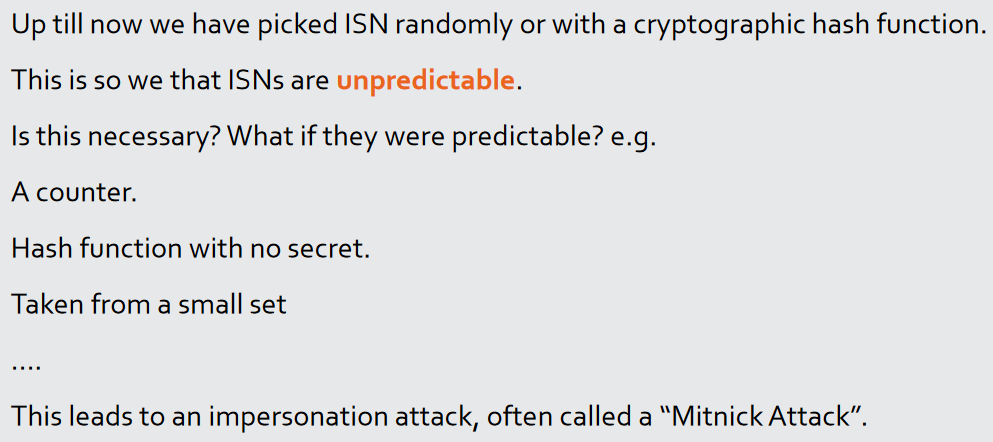 Up till now we have picked ISN randomly or with a cryptographic hash function.
This is so we that ISNs are unpredictable.
Is this necessary? What if they were predictable? e.g.
A counter.
Hash function with no secret.
Taken from a small set
....
This leads to an impersonation attack, often called a “Mitnick Attack”.